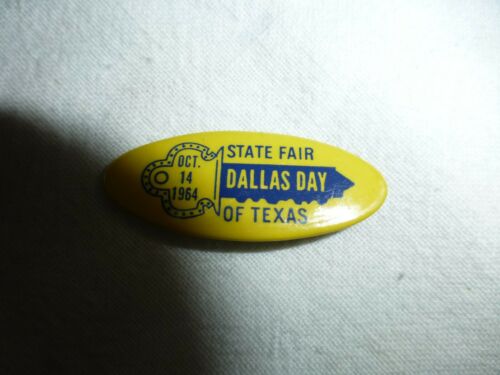 OCT.
14
1964
STATE FAIR
DALLAS DAY
OF TEXAS